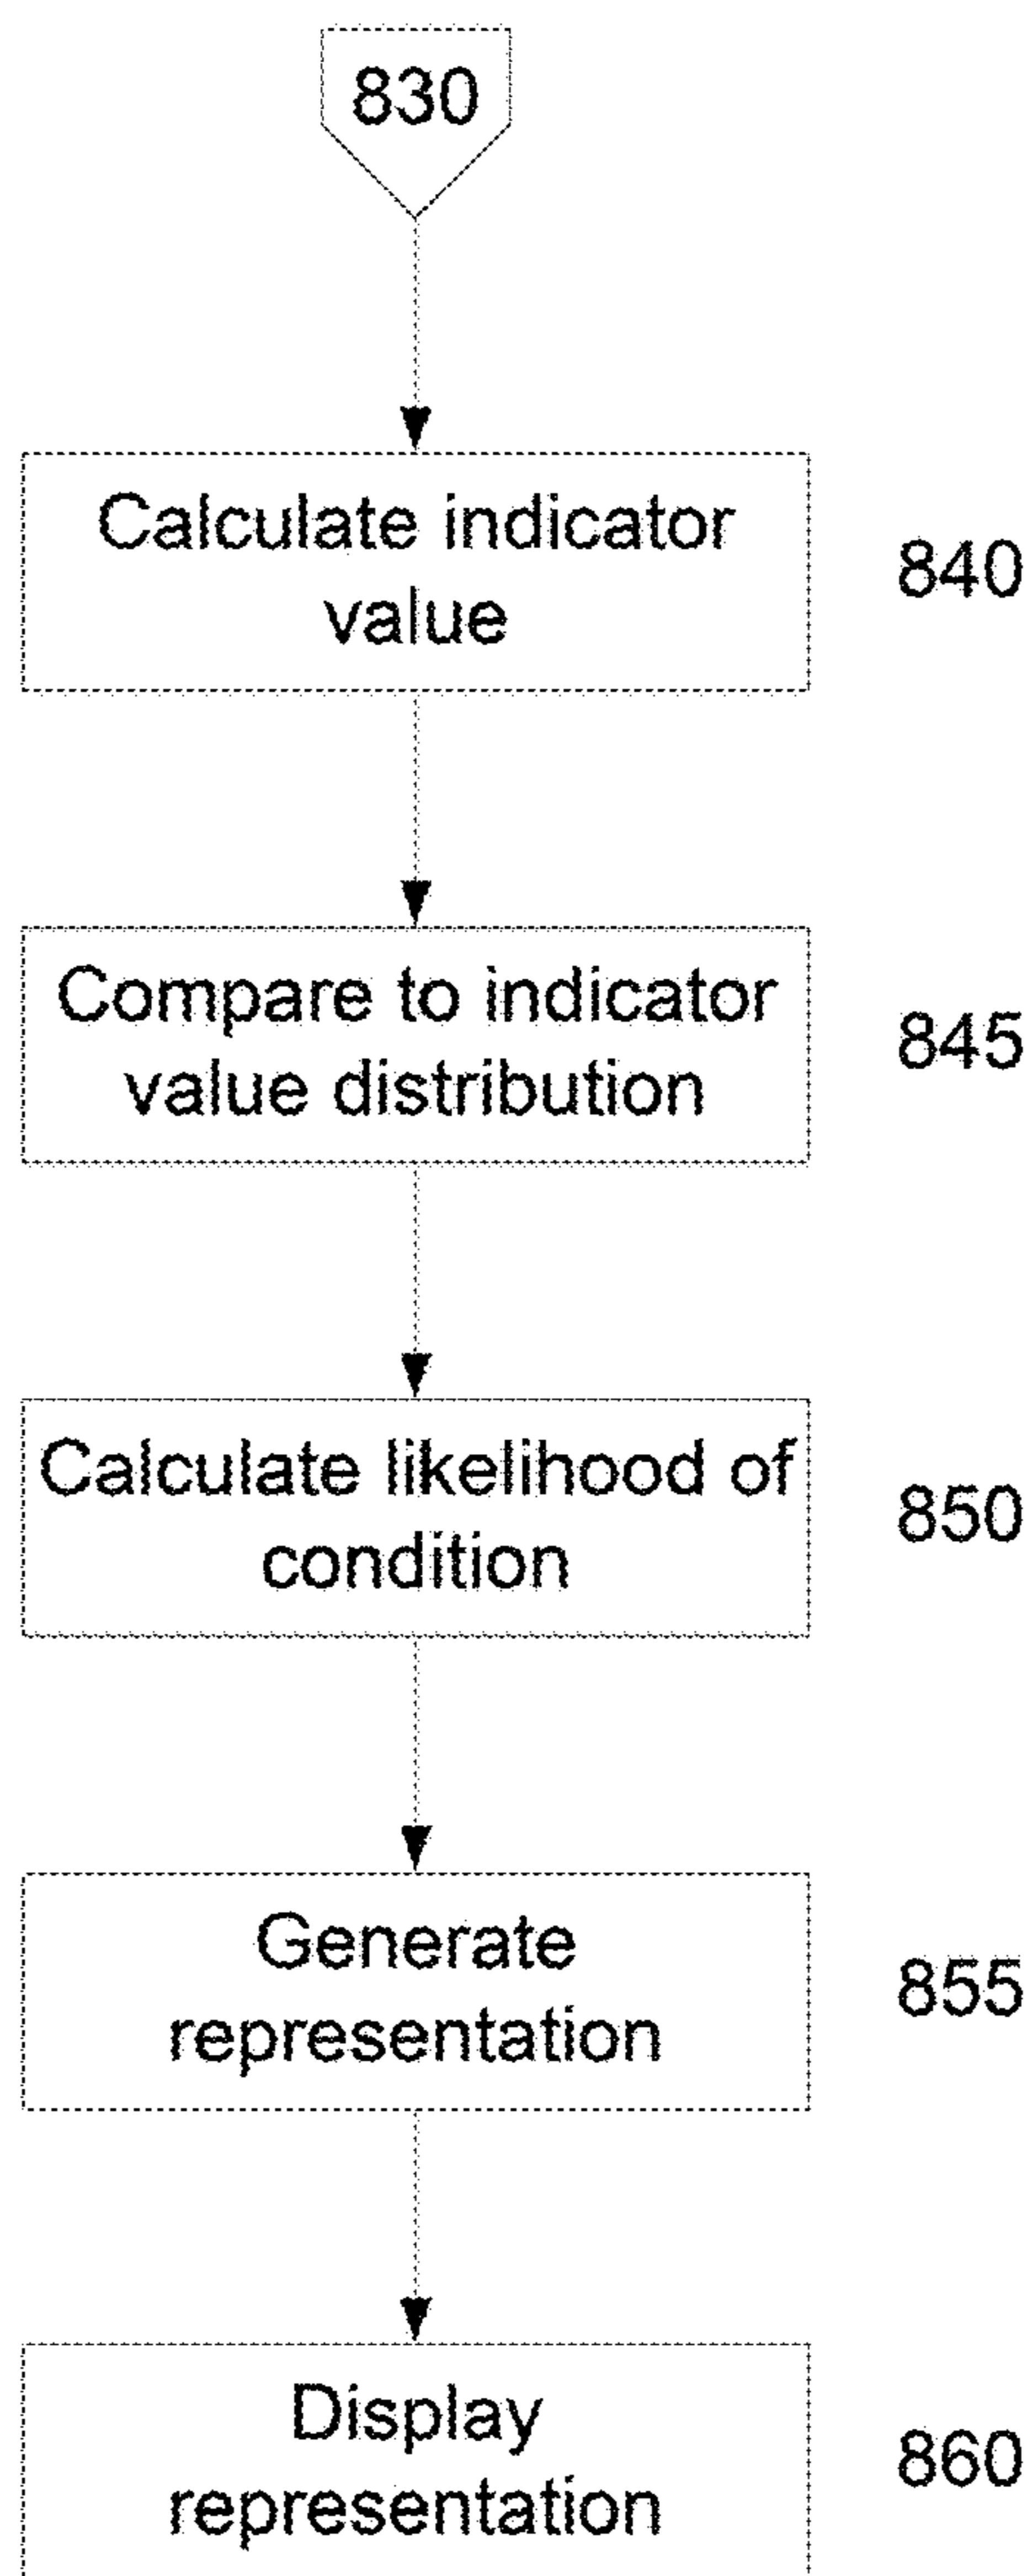 830
Calculate indicator
value
840
Compare to indicator
value distribution
845
Calculate likelihood of
condition
850
Generate
representation
855
Display
representation
860